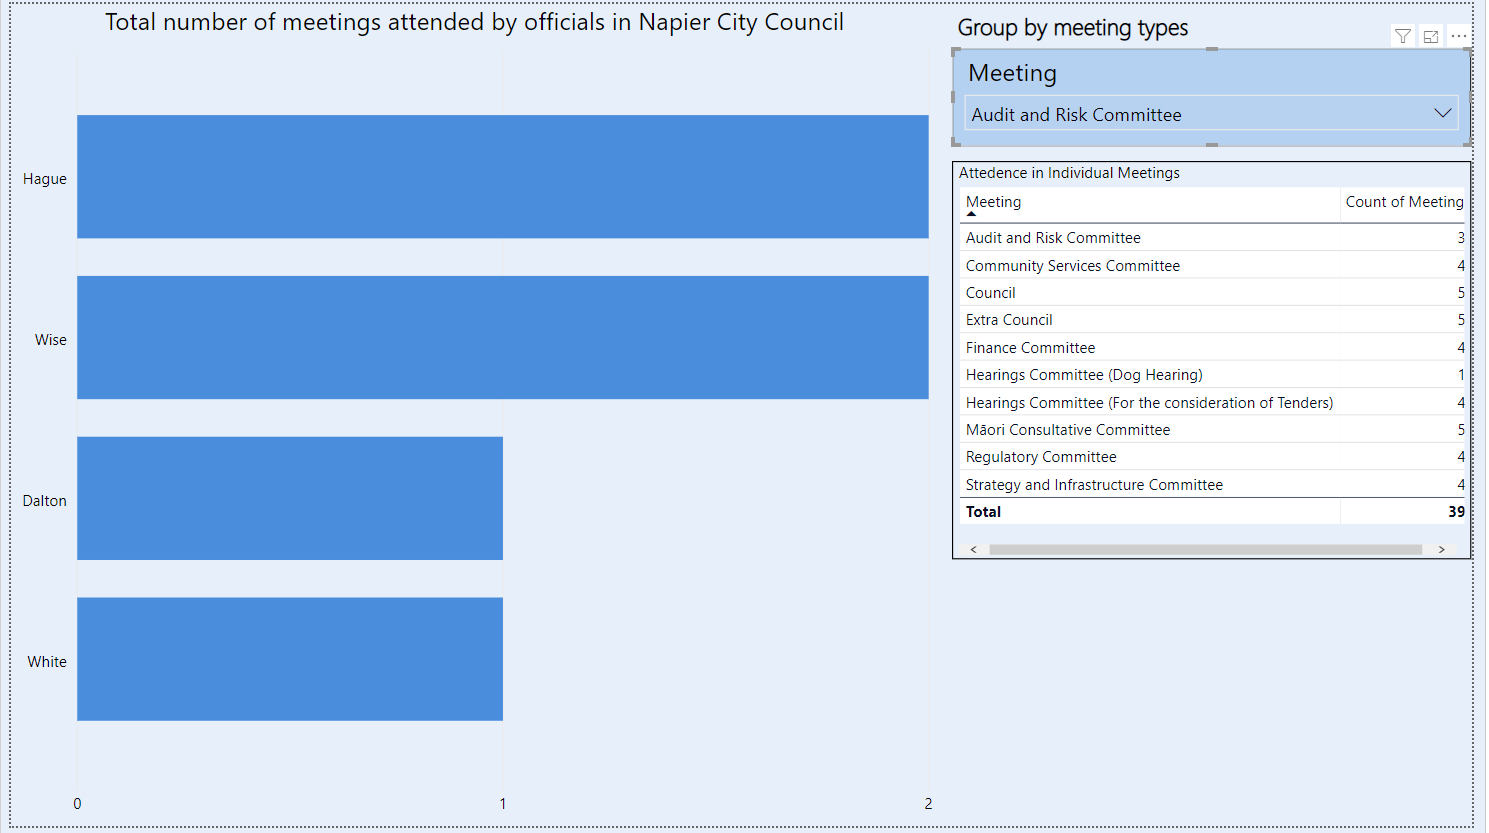 Total number of meetings attended by officials in Napier City Council
Hague
Wise
Dalton
White
0 1 2
Group by meeting types
Meeting
Audit and Risk Committee
Attedence in Individual Meetings
Meeting Count of Meeting
Audit and Risk Committee 3
Community Services Committee 4
Council 5
Extra Council 5
Finance Committee 4
Hearings Committee (Dog Hearing) 1
Hearings Committee (For the consideration of Tenders) 4
Māori Consultative Committee 5
Regulatory Committee 4
Strategy and Infrastructure Committee 4
Total 39